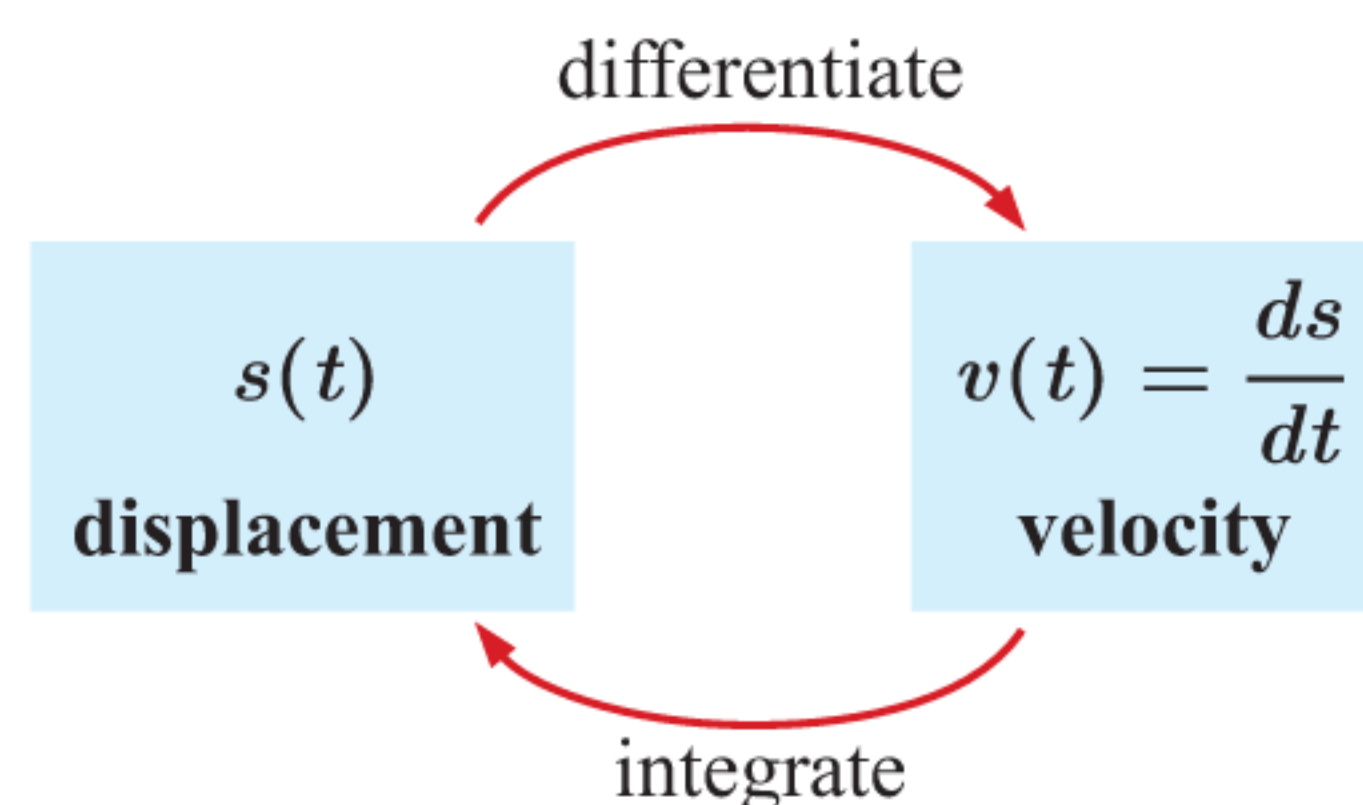 differentiate
s(t)
displacement
v(t) = ds/dt
velocity
integrate